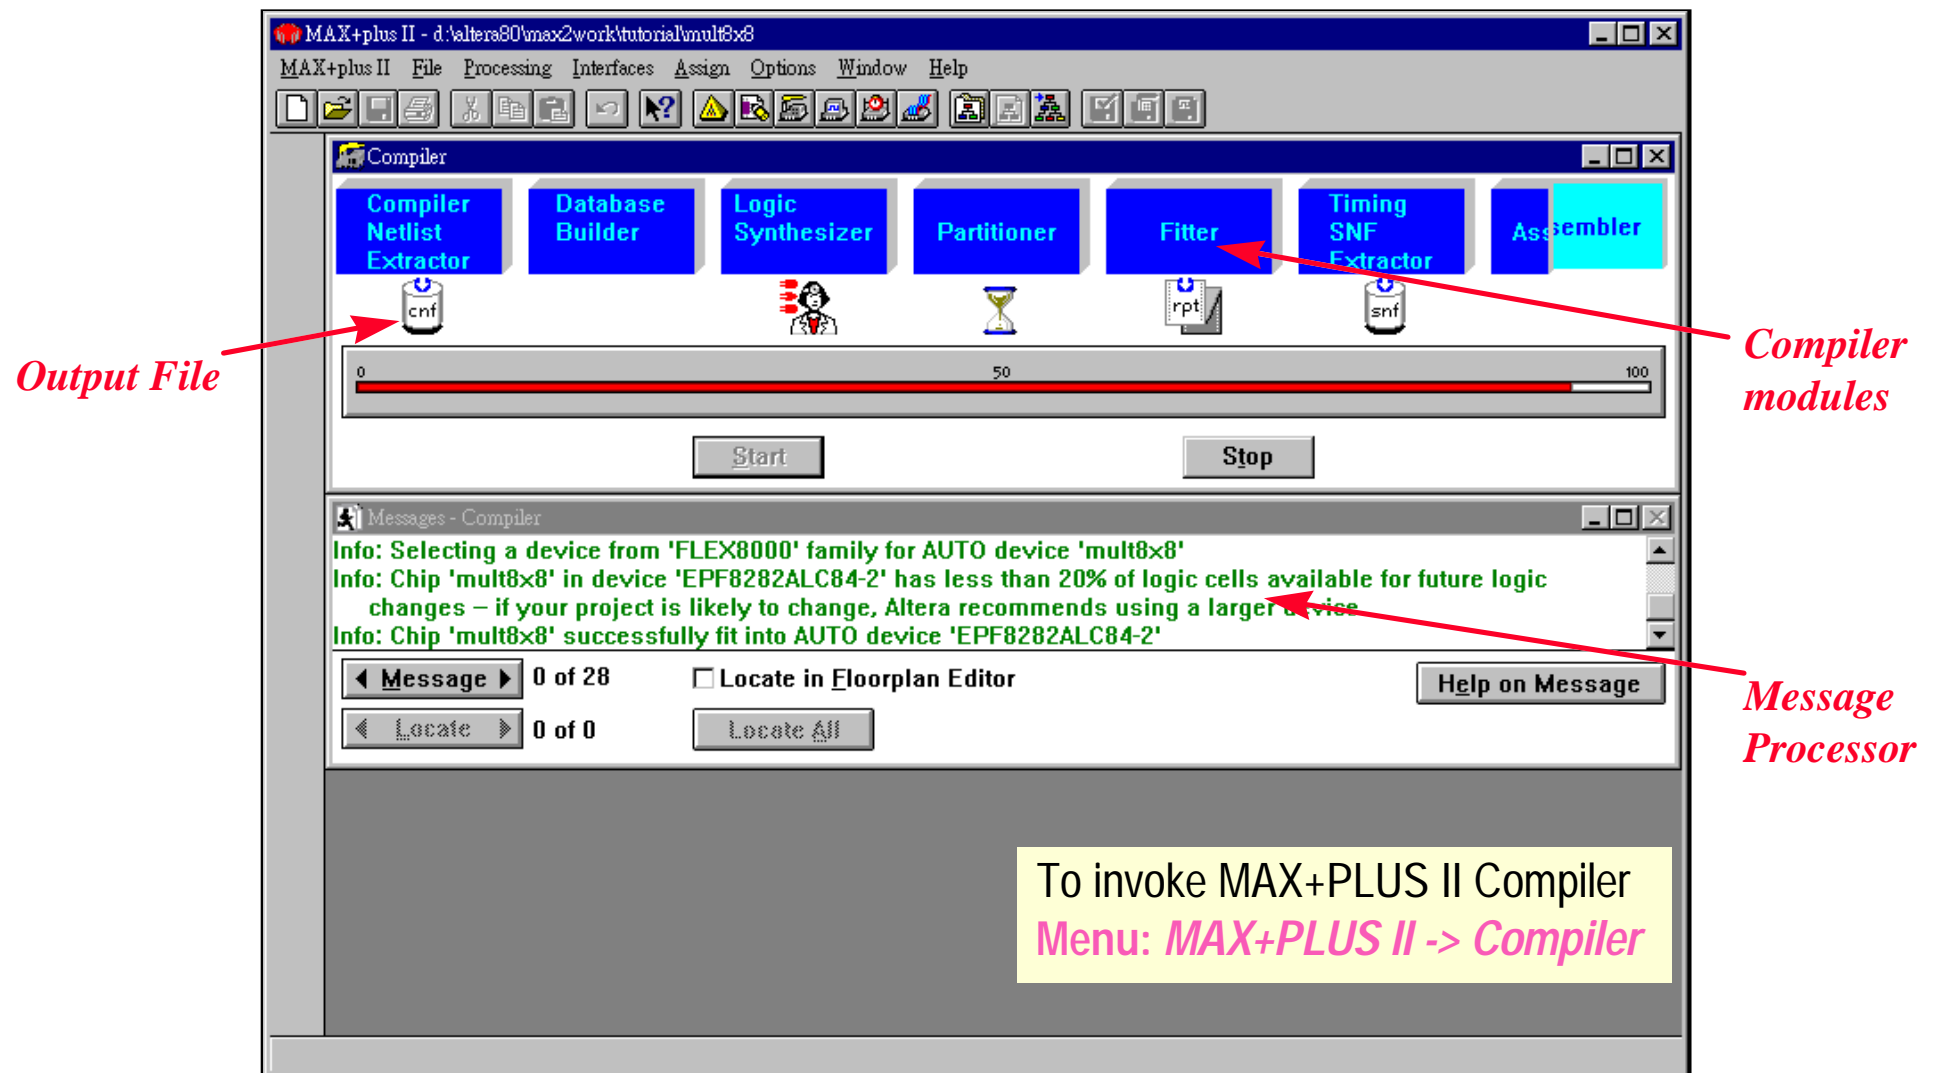 MAX+plus II - d:\altera80\max2work\tutorial\mult8x8
MAX+plus II File Processing Interfaces Assign Options Window Help
Compiler
Compiler
Netlist
Extractor
Database
Builder
Logic
Synthesizer
Partitioner
Fitter
Timing
SNF
Extractor
Assembler
cnf
rpt
snf
Output File
Compiler
modules
0 50 100
Start
Stop
Messages - Compiler
Info: Selecting a device from 'FLEX8000' family for AUTO device 'mult8x8'
Info: Chip 'mult8x8' in device 'EPF8282ALC84-2' has less than 20% of logic cells available for future logic
changes – if your project is likely to change, Altera recommends using a larger device
Info: Chip 'mult8x8' successfully fit into AUTO device 'EPF8282ALC84-2'
Message 0 of 28
Locate in Floorplan Editor
Help on Message
Locate 0 of 0
Locate All
Message
Processor
To invoke MAX+PLUS II Compiler
Menu: MAX+PLUS II -> Compiler